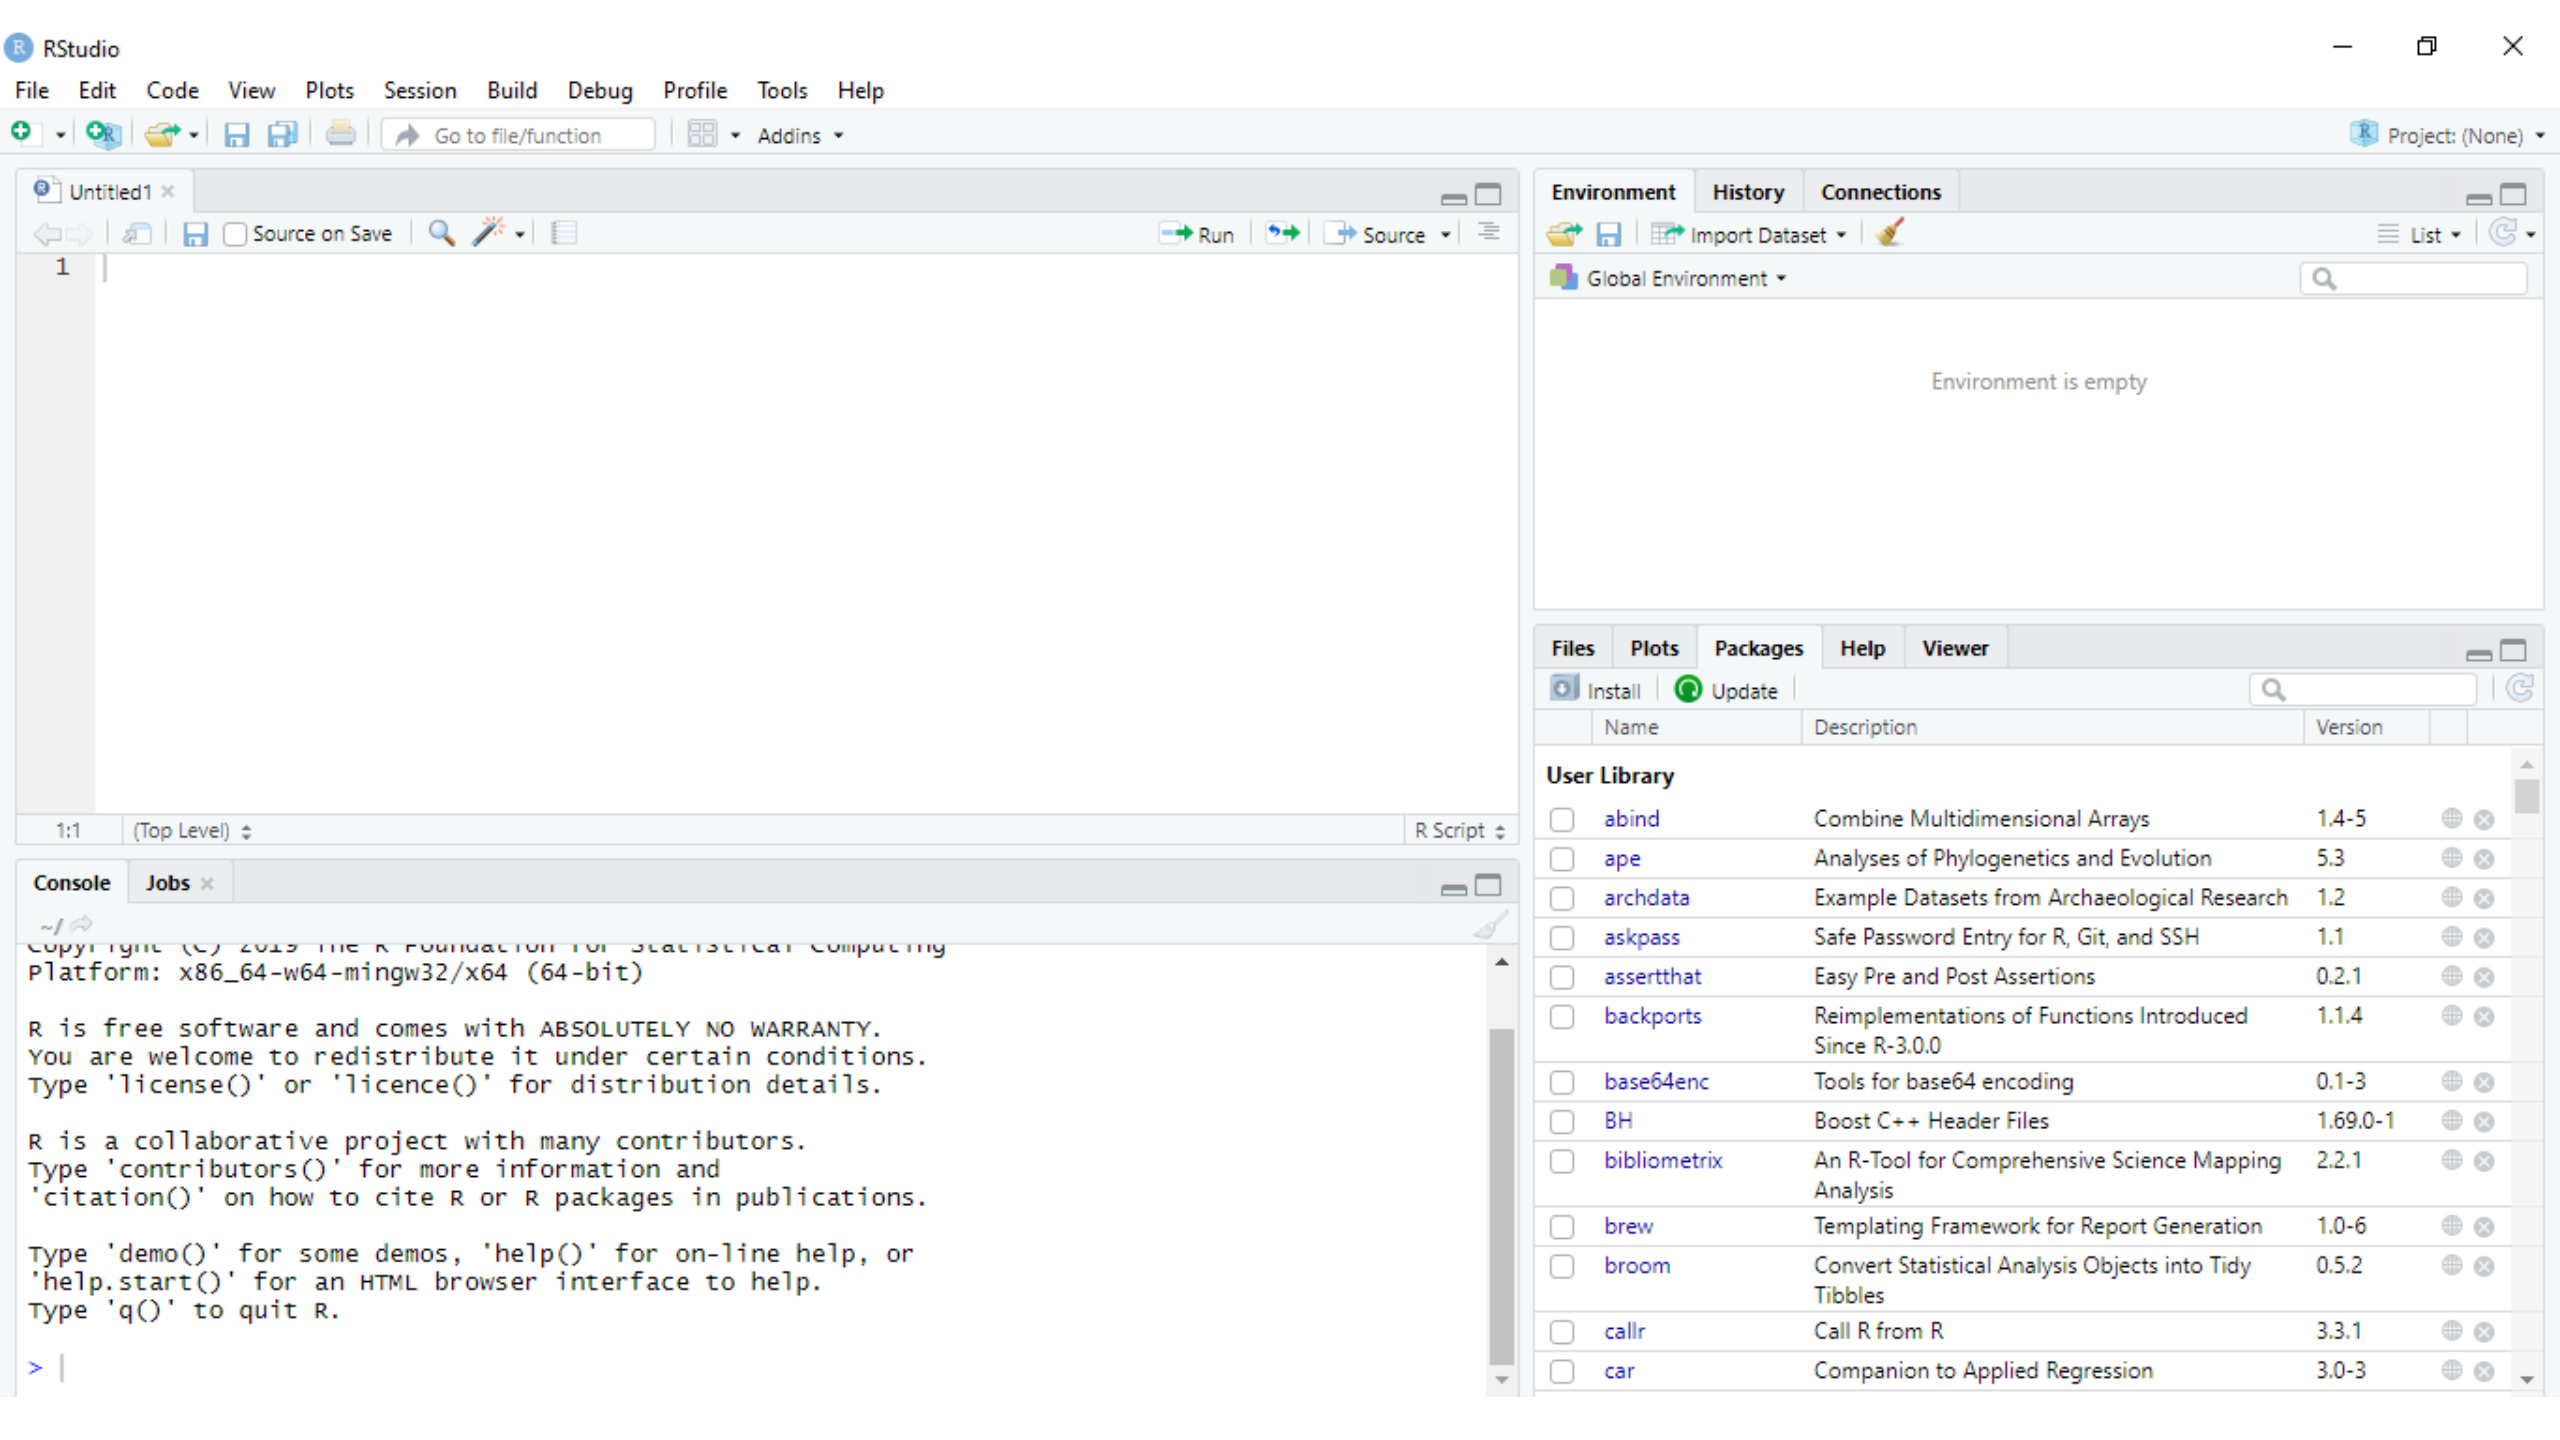 RStudio
File Edit Code View Plots Session Build Debug Profile Tools Help
Go to file/function Addins Project: (None)
Untitled1
Source on Save Run Source
1
1:1 (Top Level) R Script
Console Jobs
~/
Copyright (C) 2019 The R Foundation for Statistical Computing
Platform: x86_64-w64-mingw32/x64 (64-bit)
R is free software and comes with ABSOLUTELY NO WARRANTY.
You are welcome to redistribute it under certain conditions.
Type 'license()' or 'licence()' for distribution details.
R is a collaborative project with many contributors.
Type 'contributors()' for more information and
'citation()' on how to cite R or R packages in publications.
Type 'demo()' for some demos, 'help()' for on-line help, or
'help.start()' for an HTML browser interface to help.
Type 'q()' to quit R.
>
Environment History Connections
Import Dataset List
Global Environment
Environment is empty
Files Plots Packages Help Viewer
Install Update
Name Description Version
User Library
abind Combine Multidimensional Arrays 1.4-5
ape Analyses of Phylogenetics and Evolution 5.3
archdata Example Datasets from Archaeological Research 1.2
askpass Safe Password Entry for R, Git, and SSH 1.1
assertthat Easy Pre and Post Assertions 0.2.1
backports Reimplementations of Functions Introduced 1.1.4
Since R-3.0.0
base64enc Tools for base64 encoding 0.1-3
BH Boost C++ Header Files 1.69.0-1
bibliometrix An R-Tool for Comprehensive Science Mapping 2.2.1
Analysis
brew Templating Framework for Report Generation 1.0-6
broom Convert Statistical Analysis Objects into Tidy 0.5.2
Tibbles
callr Call R from R 3.3.1
car Companion to Applied Regression 3.0-3